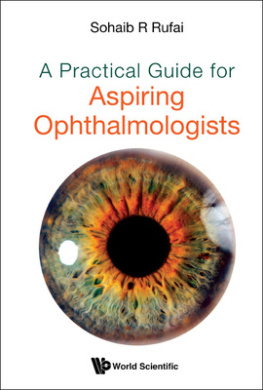 Sohaib R Rufai
A Practical Guide for
Aspiring
Ophthalmologists
World Scientific